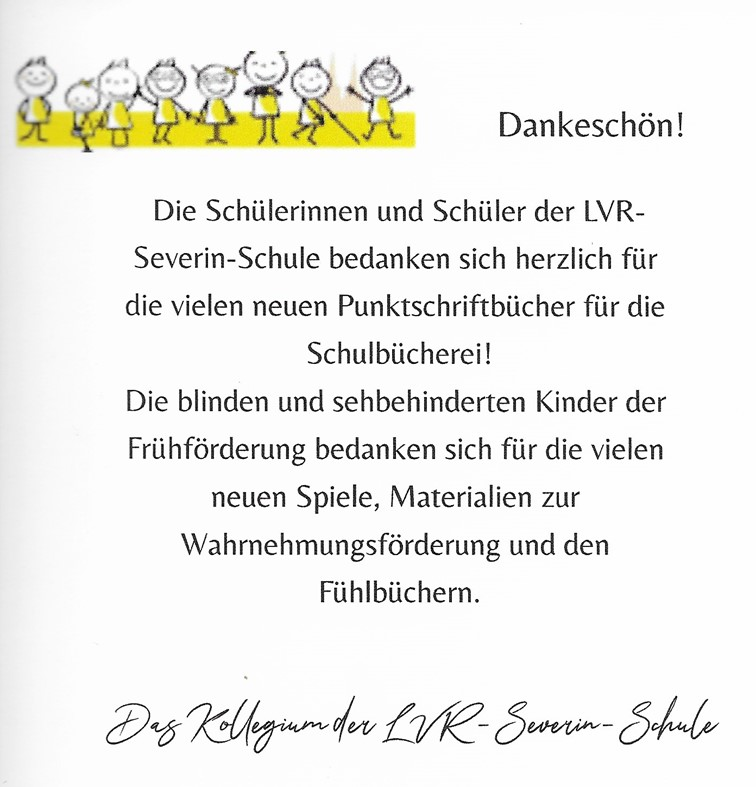 Dankeschön!
Die Schülerinnen und Schüler der LVR-
Severin-Schule bedanken sich herzlich für
die vielen neuen Punktschriftbücher für die
Schulbücherei!
Die blinden und sehbehinderten Kinder der
Frühförderung bedanken sich für die vielen
neuen Spiele, Materialien zur
Wahrnehmungsförderung und den
Fühlbüchern.
Das Kollegium der LVR-Severin-Schule